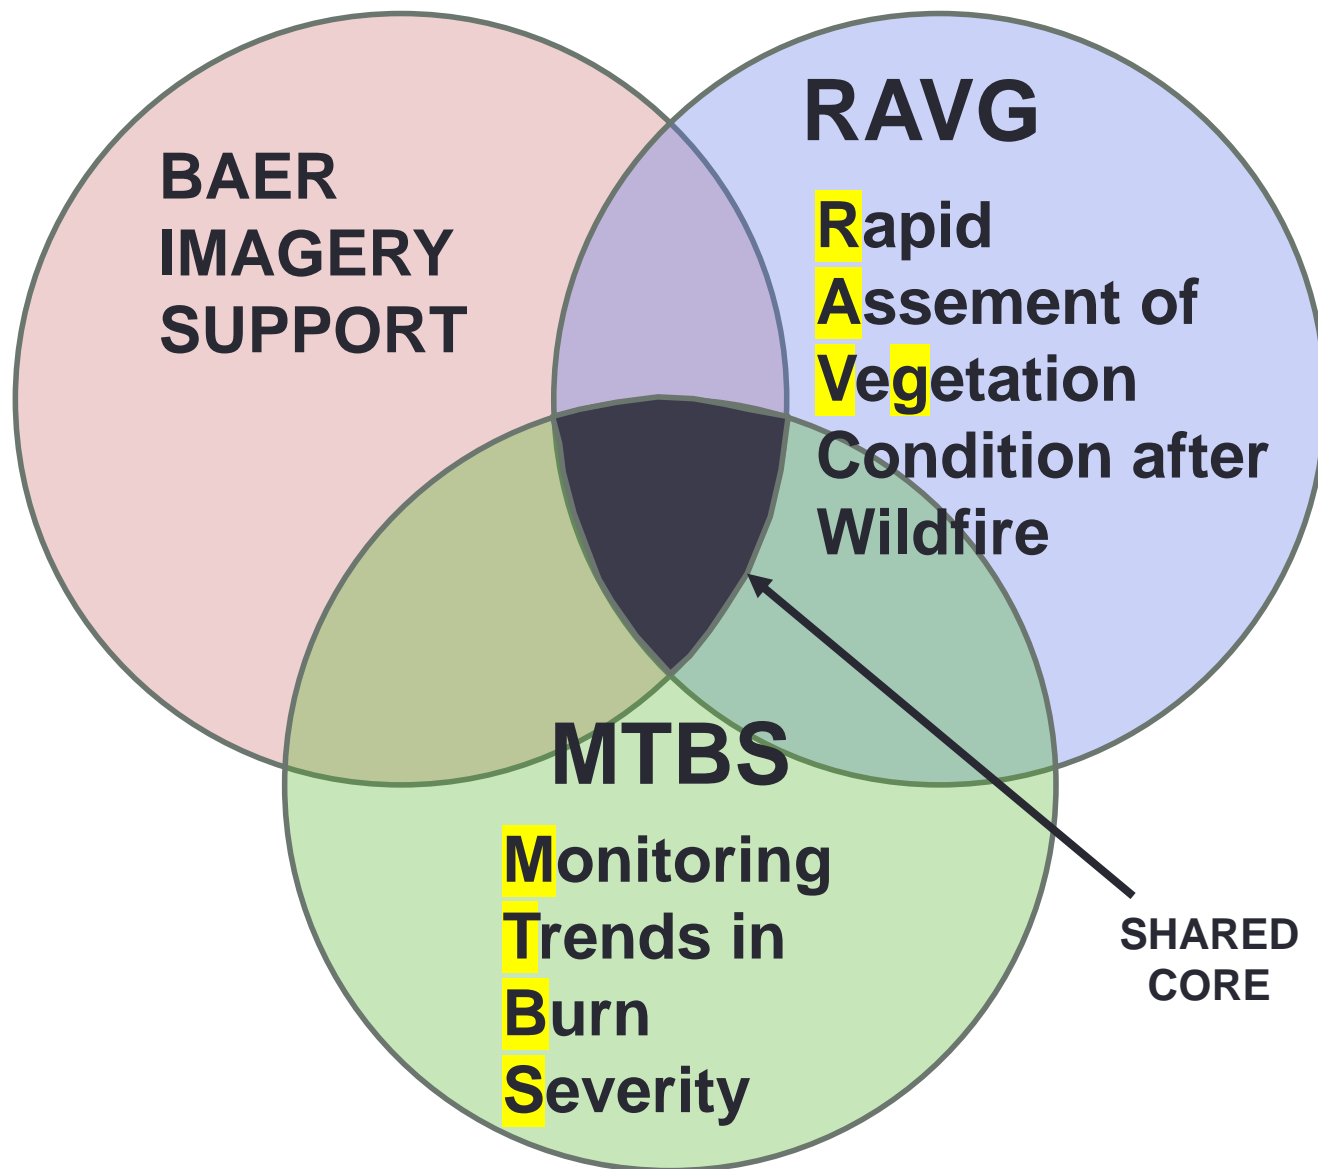 BAER
IMAGERY
SUPPORT
RAVG
Rapid
Assement of
Vegetation
Condition after
Wildfire
MTBS
Monitoring
Trends in
Burn
Severity
SHARED
CORE